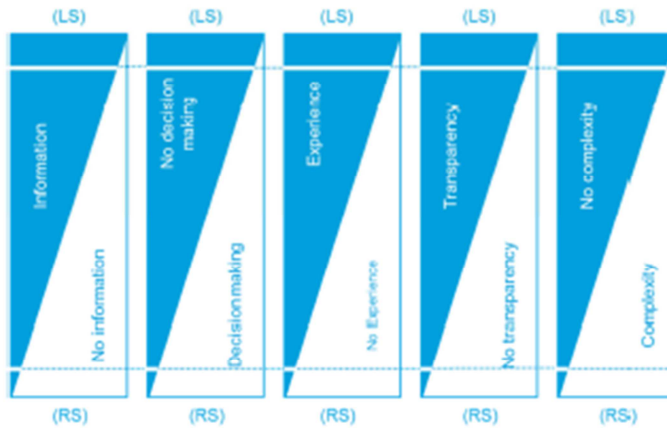 (LS) (LS) (LS) (LS) (LS)
Information
No information
No decision
making
Decision making
Experience
No Experience
Transparency
No transparency
No complexity
Complexity
(RS) (RS) (RS) (RS) (RS)